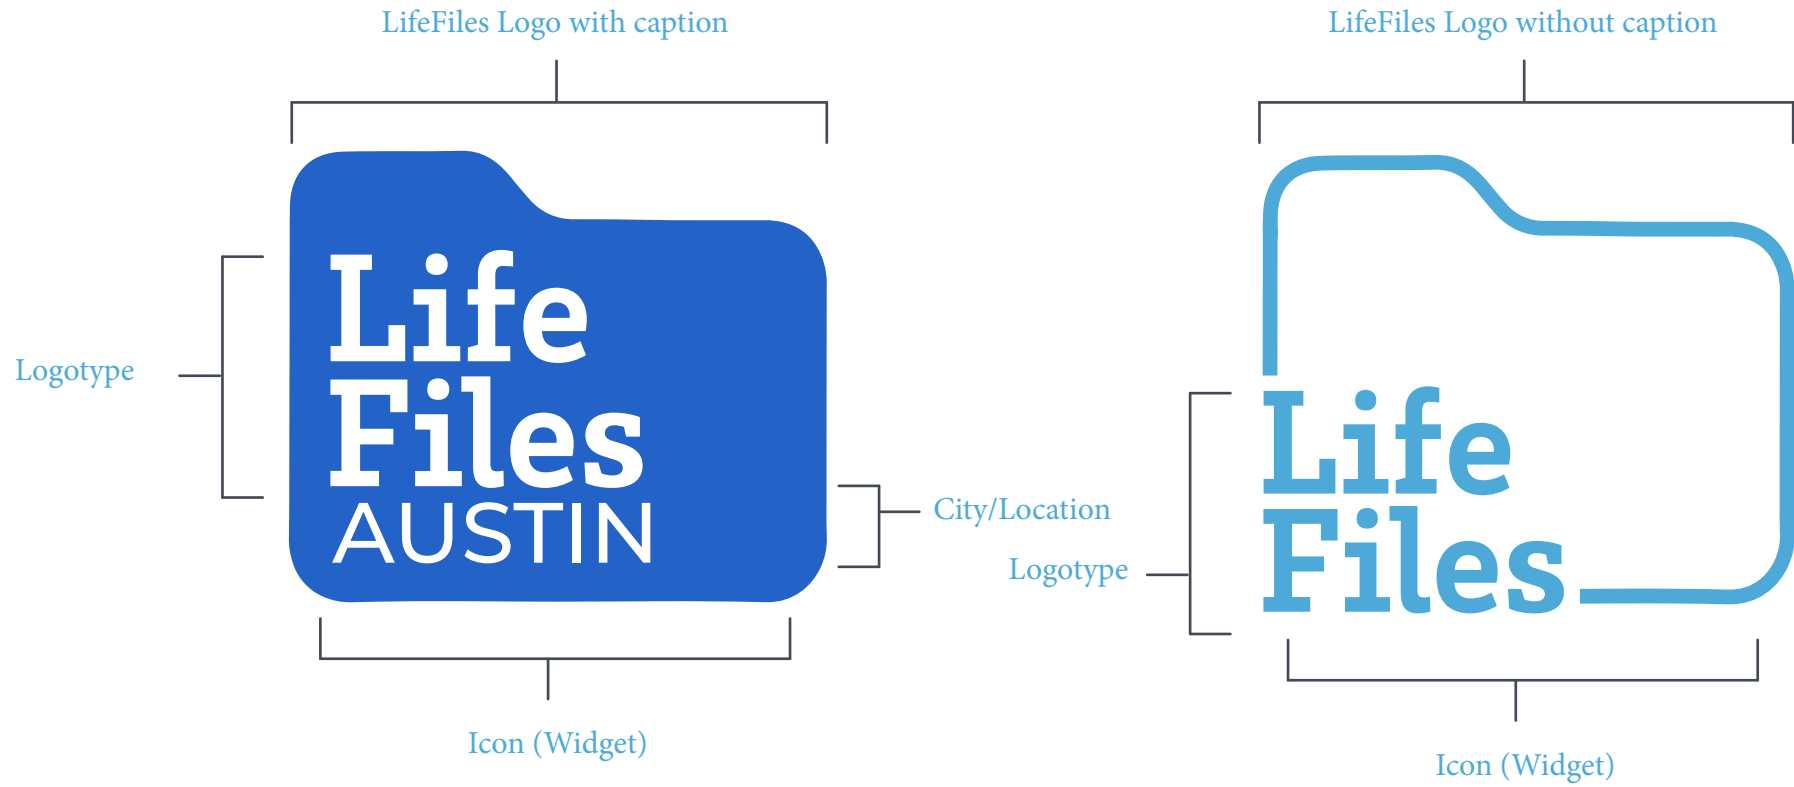 LifeFiles Logo with caption
Life
Files
AUSTIN
Logotype
City/Location
Icon (Widget)
LifeFiles Logo without caption
Life
Files
Logotype
Icon (Widget)